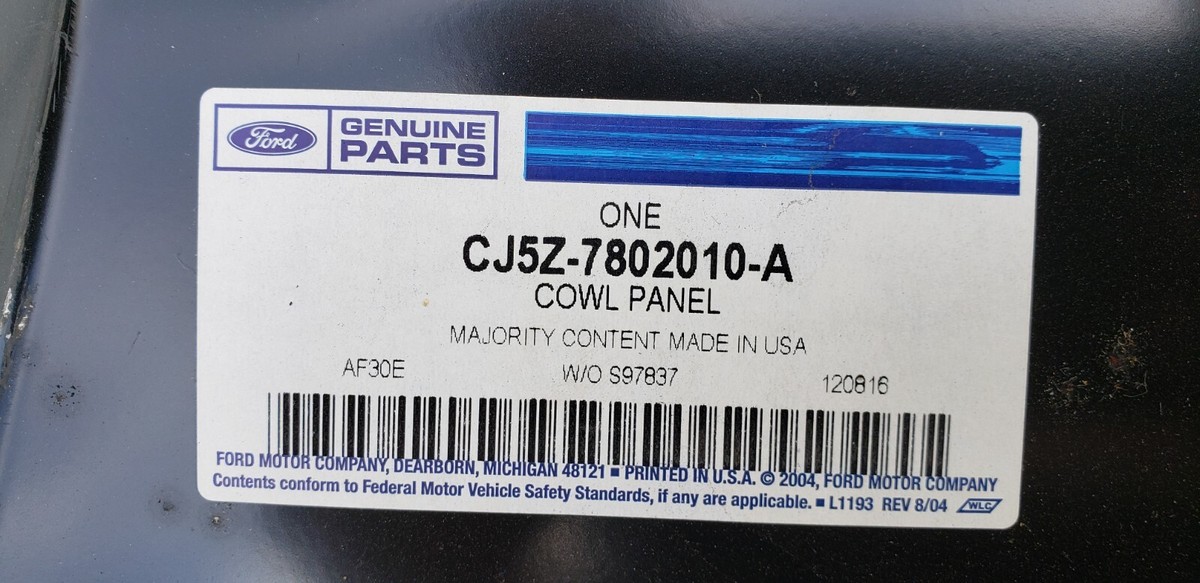 Ford
GENUINE
PARTS
ONE
CJ5Z-7802010-A
COWL PANEL
MAJORITY CONTENT MADE IN USA
AF30E W/O S97837 120816
FORD MOTOR COMPANY, DEARBORN, MICHIGAN 48121 ■ PRINTED IN U.S.A. © 2004, FORD MOTOR COMPANY
Contents conform to Federal Motor Vehicle Safety Standards, if any are applicable. ■ L1193 REV 8/04 WLC